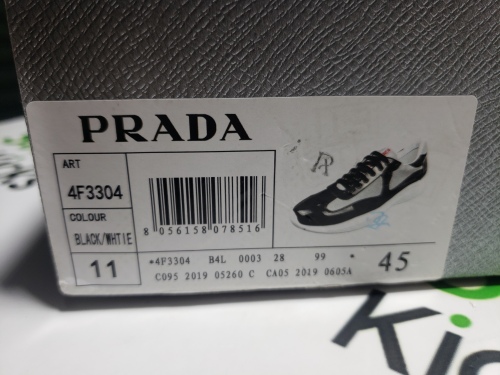 PRADA
ART
4F3304
COLOUR
BLACK/WHTIE
11
8 056158 078516
*4F3304 B4L 0003 28 99 *
C095 2019 05260 C CA05 2019 0605A
45
Kic